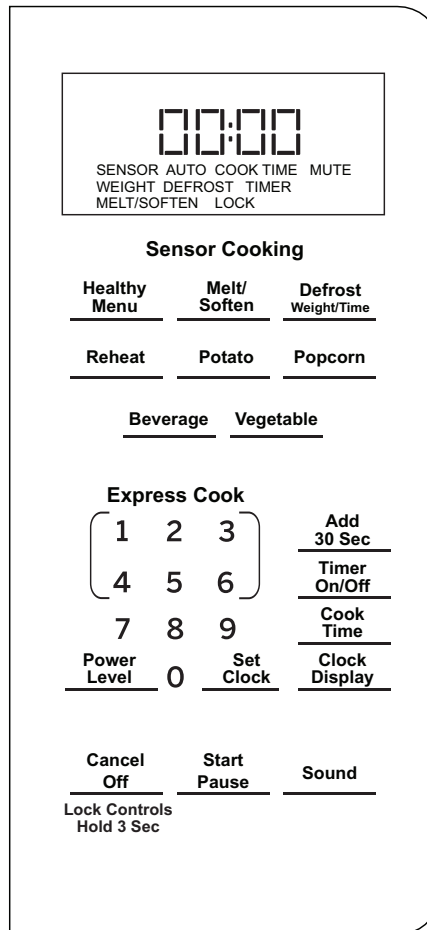 00:00
SENSOR AUTO COOK TIME MUTE
WEIGHT DEFROST TIMER
MELT/SOFTEN LOCK
Sensor Cooking
Healthy
Menu
Melt/
Soften
Defrost
Weight/Time
Reheat
Potato
Popcorn
Beverage
Vegetable
Express Cook
1 2 3
Add
30 Sec
4 5 6
Timer
On/Off
7 8 9
Cook
Time
Power
Level
0
Set
Clock
Clock
Display
Cancel
Off
Start
Pause
Sound
Lock Controls
Hold 3 Sec